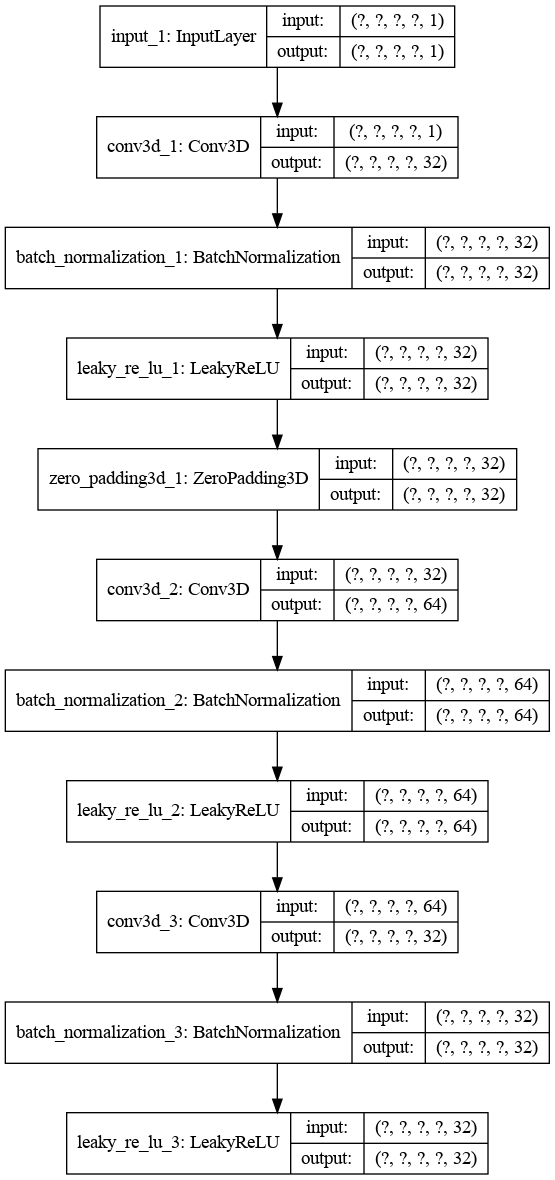 input_1: InputLayer
input: (?, ?, ?, ?, 1)
output: (?, ?, ?, ?, 1)
conv3d_1: Conv3D
input: (?, ?, ?, ?, 1)
output: (?, ?, ?, ?, 32)
batch_normalization_1: BatchNormalization
input: (?, ?, ?, ?, 32)
output: (?, ?, ?, ?, 32)
leaky_re_lu_1: LeakyReLU
input: (?, ?, ?, ?, 32)
output: (?, ?, ?, ?, 32)
zero_padding3d_1: ZeroPadding3D
input: (?, ?, ?, ?, 32)
output: (?, ?, ?, ?, 32)
conv3d_2: Conv3D
input: (?, ?, ?, ?, 32)
output: (?, ?, ?, ?, 64)
batch_normalization_2: BatchNormalization
input: (?, ?, ?, ?, 64)
output: (?, ?, ?, ?, 64)
leaky_re_lu_2: LeakyReLU
input: (?, ?, ?, ?, 64)
output: (?, ?, ?, ?, 64)
conv3d_3: Conv3D
input: (?, ?, ?, ?, 64)
output: (?, ?, ?, ?, 32)
batch_normalization_3: BatchNormalization
input: (?, ?, ?, ?, 32)
output: (?, ?, ?, ?, 32)
leaky_re_lu_3: LeakyReLU
input: (?, ?, ?, ?, 32)
output: (?, ?, ?, ?, 32)